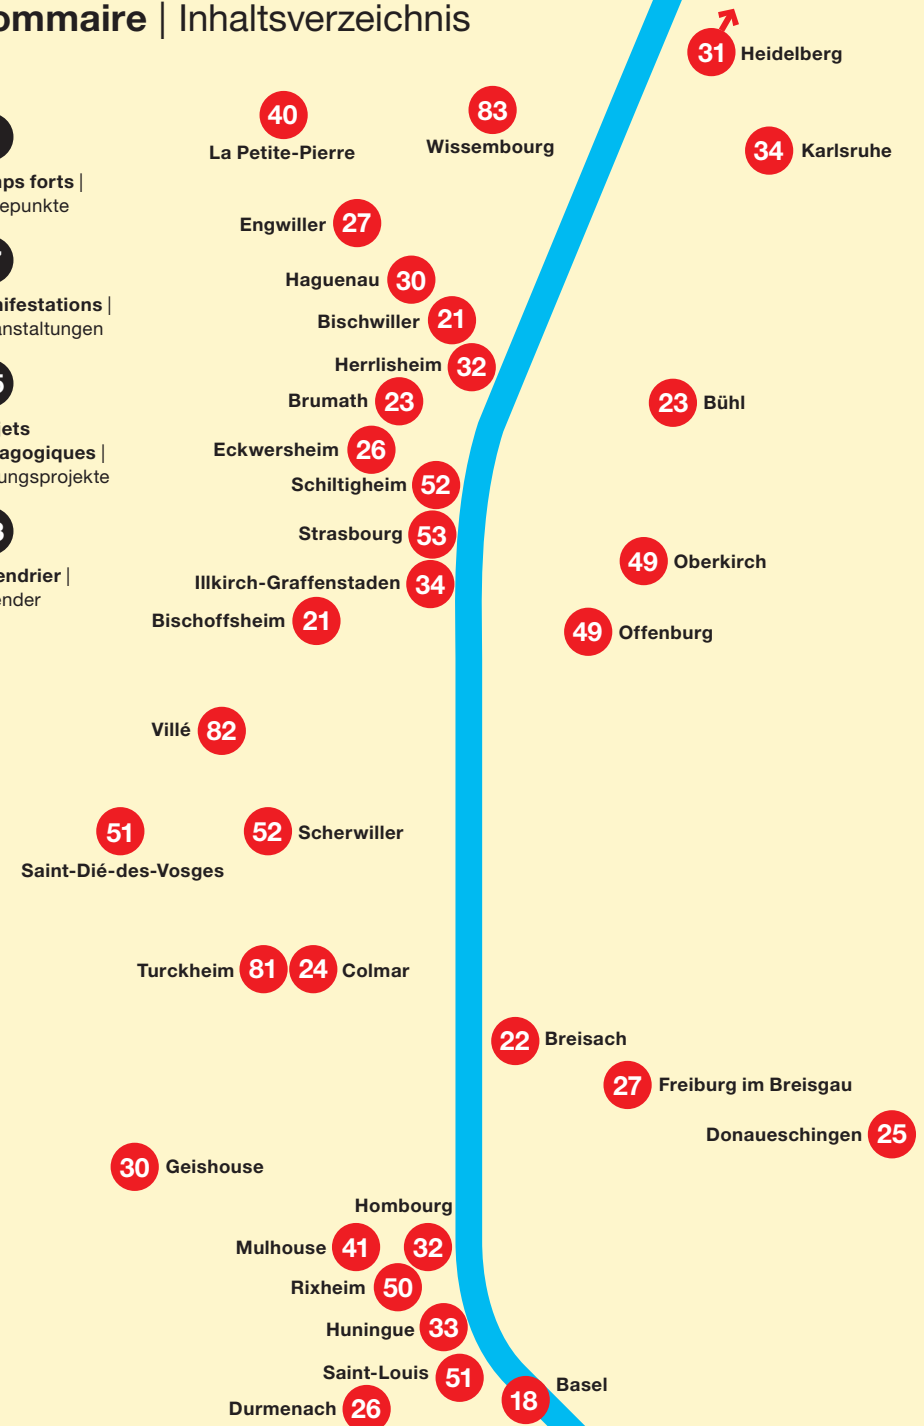 ommaire | Inhaltsverzeichnis
31 Heidelberg
40
La Petite-Pierre
83
Wissembourg
34 Karlsruhe
ps forts |
epunkte
Engwiller 27
Haguenau 30
ifestations |
nstaltungen
Bischwiller 21
Herrlisheim 32
Brumath 23
23 Bühl
jets
agogiques |
ungsprojekte
Eckwersheim 26
Schiltigheim 52
Strasbourg 53
49 Oberkirch
endrier |
ender
Illkirch-Graffenstaden 34
Bischoffsheim 21
49 Offenburg
Villé 82
51
Saint-Dié-des-Vosges
52 Scherwiller
Turckheim 81
24 Colmar
22 Breisach
27 Freiburg im Breisgau
Donaueschingen 25
30 Geishouse
Hombourg
32
Mulhouse 41
Rixheim 50
Huningue 33
Saint-Louis 51
18 Basel
Durmenach 26